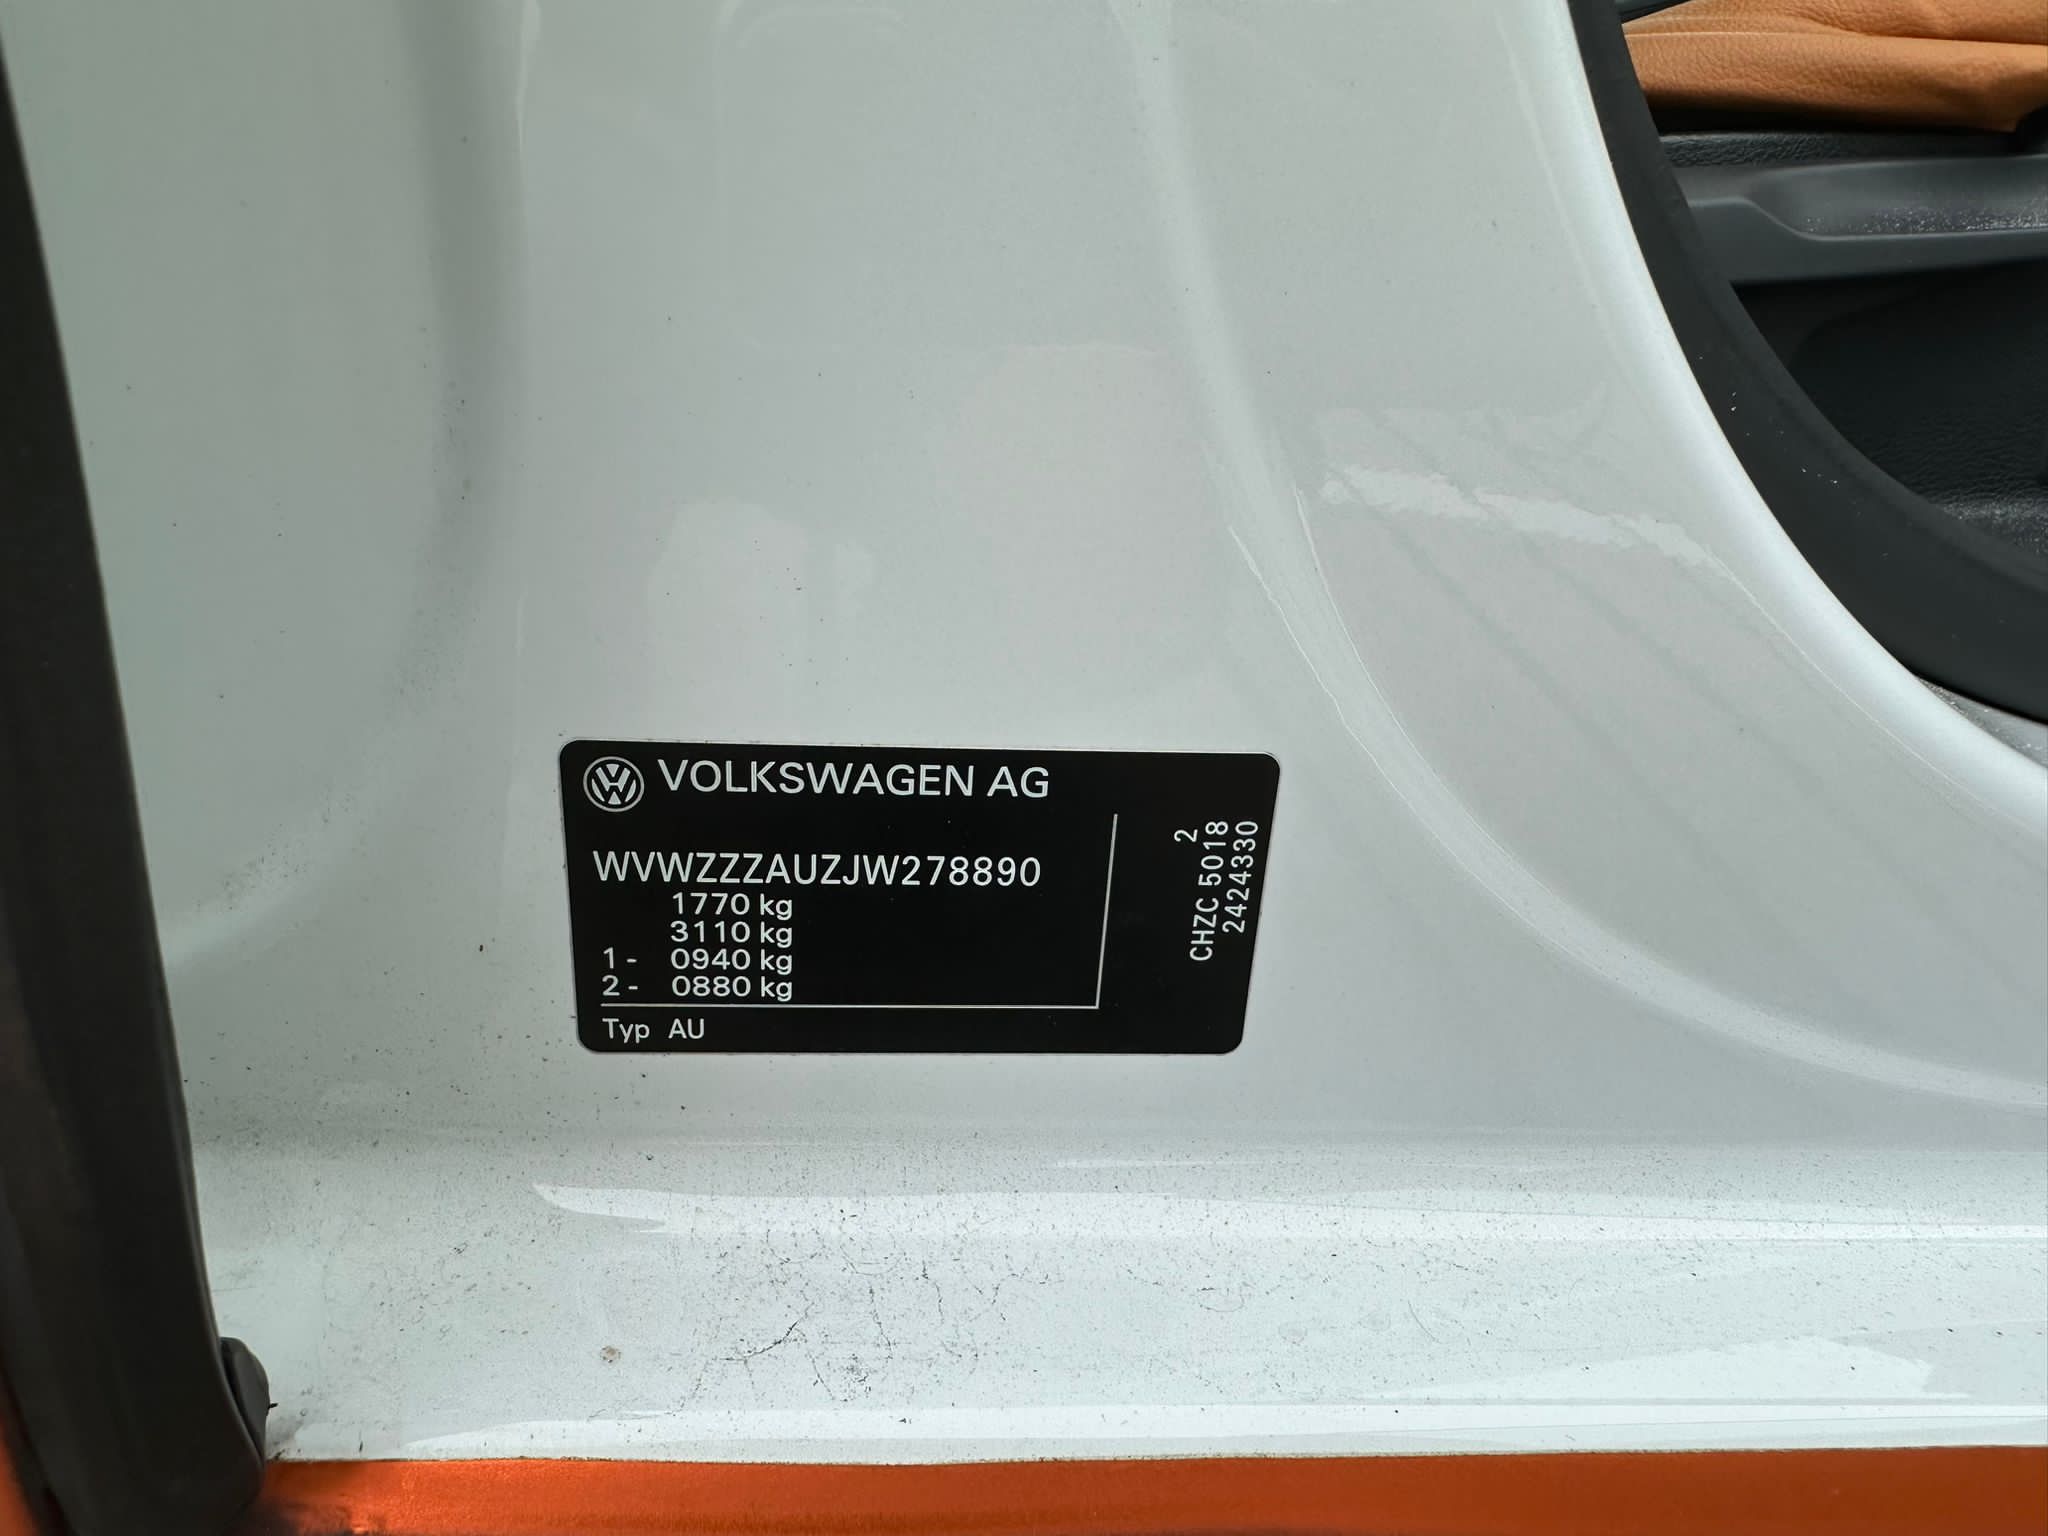 VOLKSWAGEN AG
WVWZZZAUZJW278890
1770 kg
3110 kg
1 - 0940 kg
2 - 0880 kg
Typ AU
2
CHZC 5018
2424330